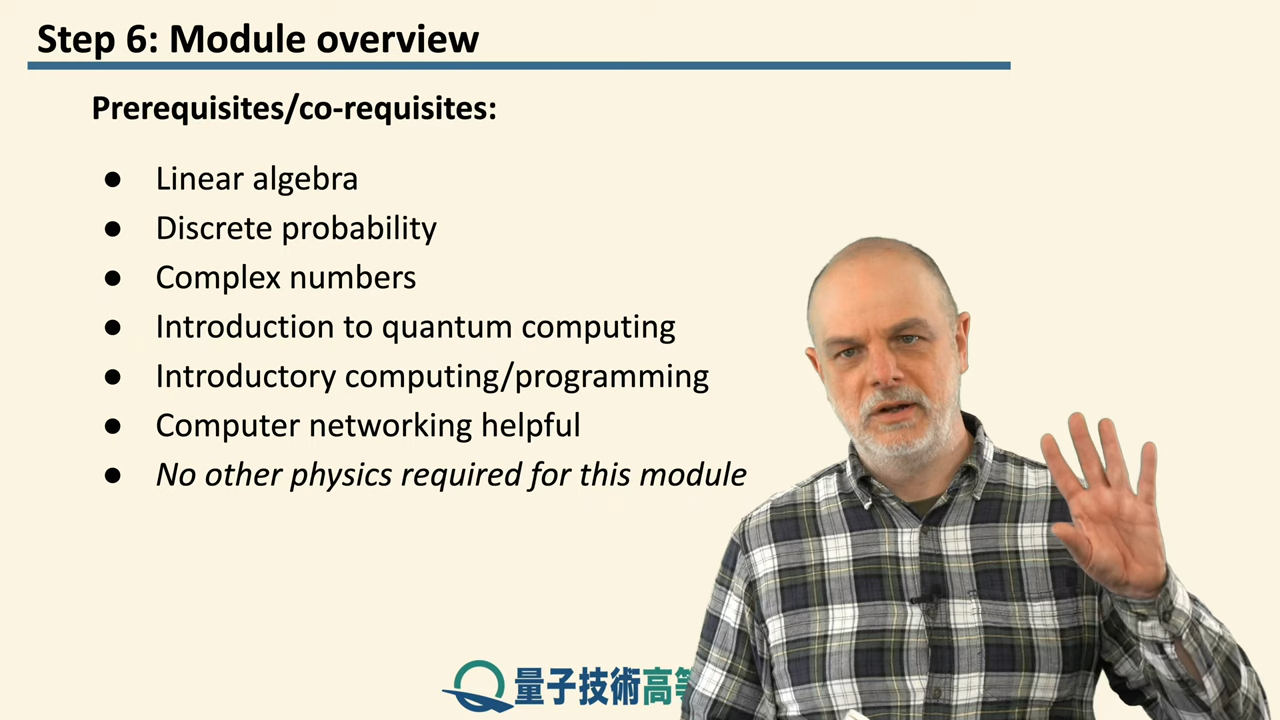 Step 6: Module overview
Prerequisites/co-requisites:
● Linear algebra
● Discrete probability
● Complex numbers
● Introduction to quantum computing
● Introductory computing/programming
● Computer networking helpful
● No other physics required for this module
量子技術高等